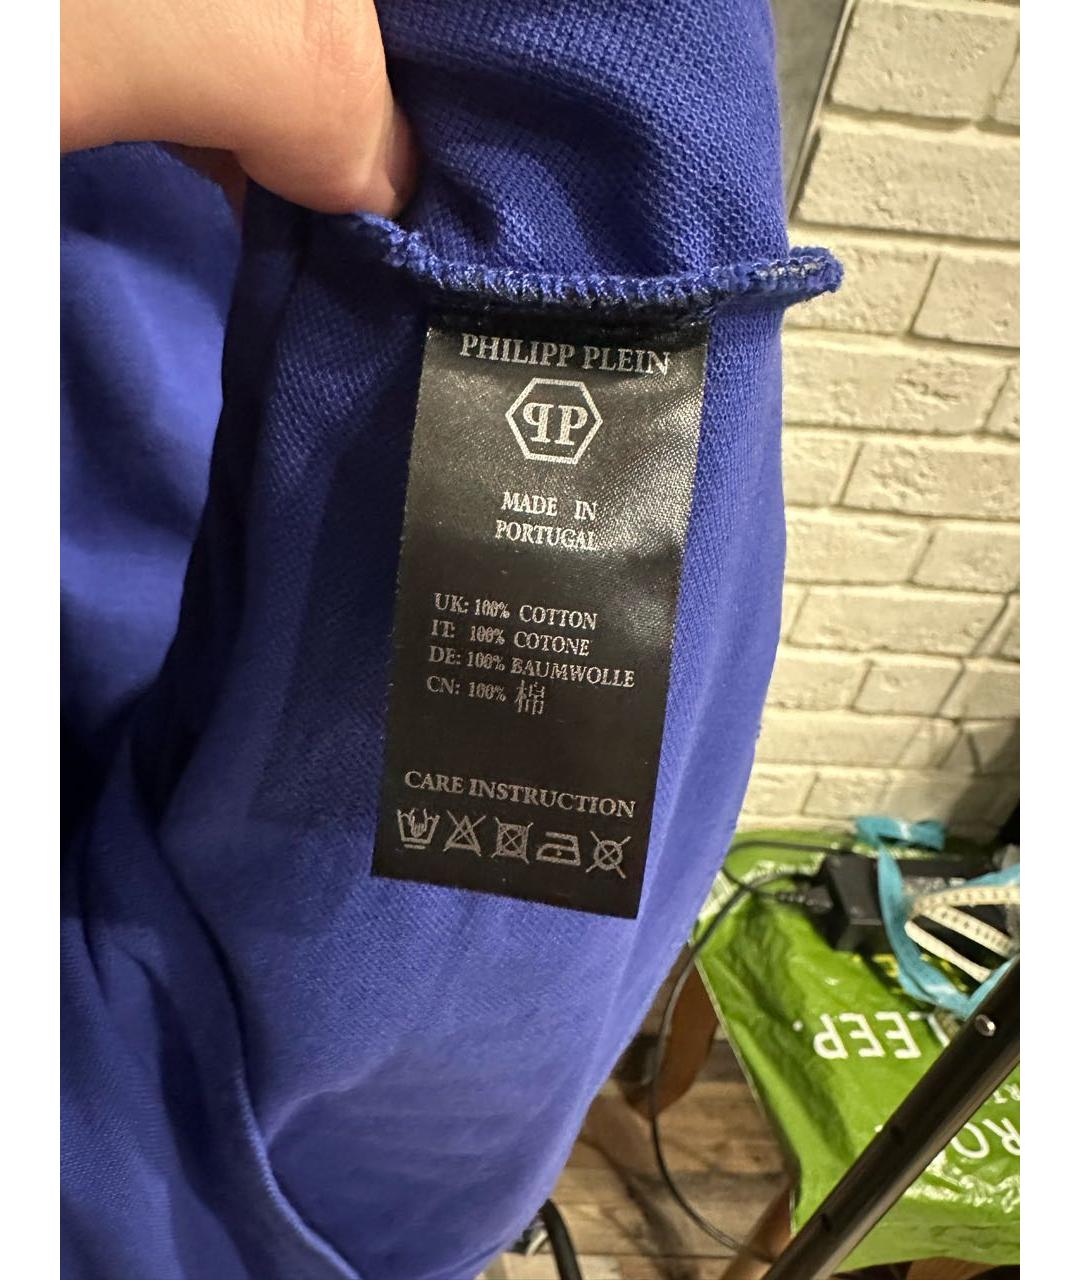 PHILIPP PLEIN
PP
MADE IN
PORTUGAL
UK: 100% COTTON
IT: 100% COTONE
DE: 100% BAUMWOLLE
CN: 100% 棉
CARE INSTRUCTION
LEEP.